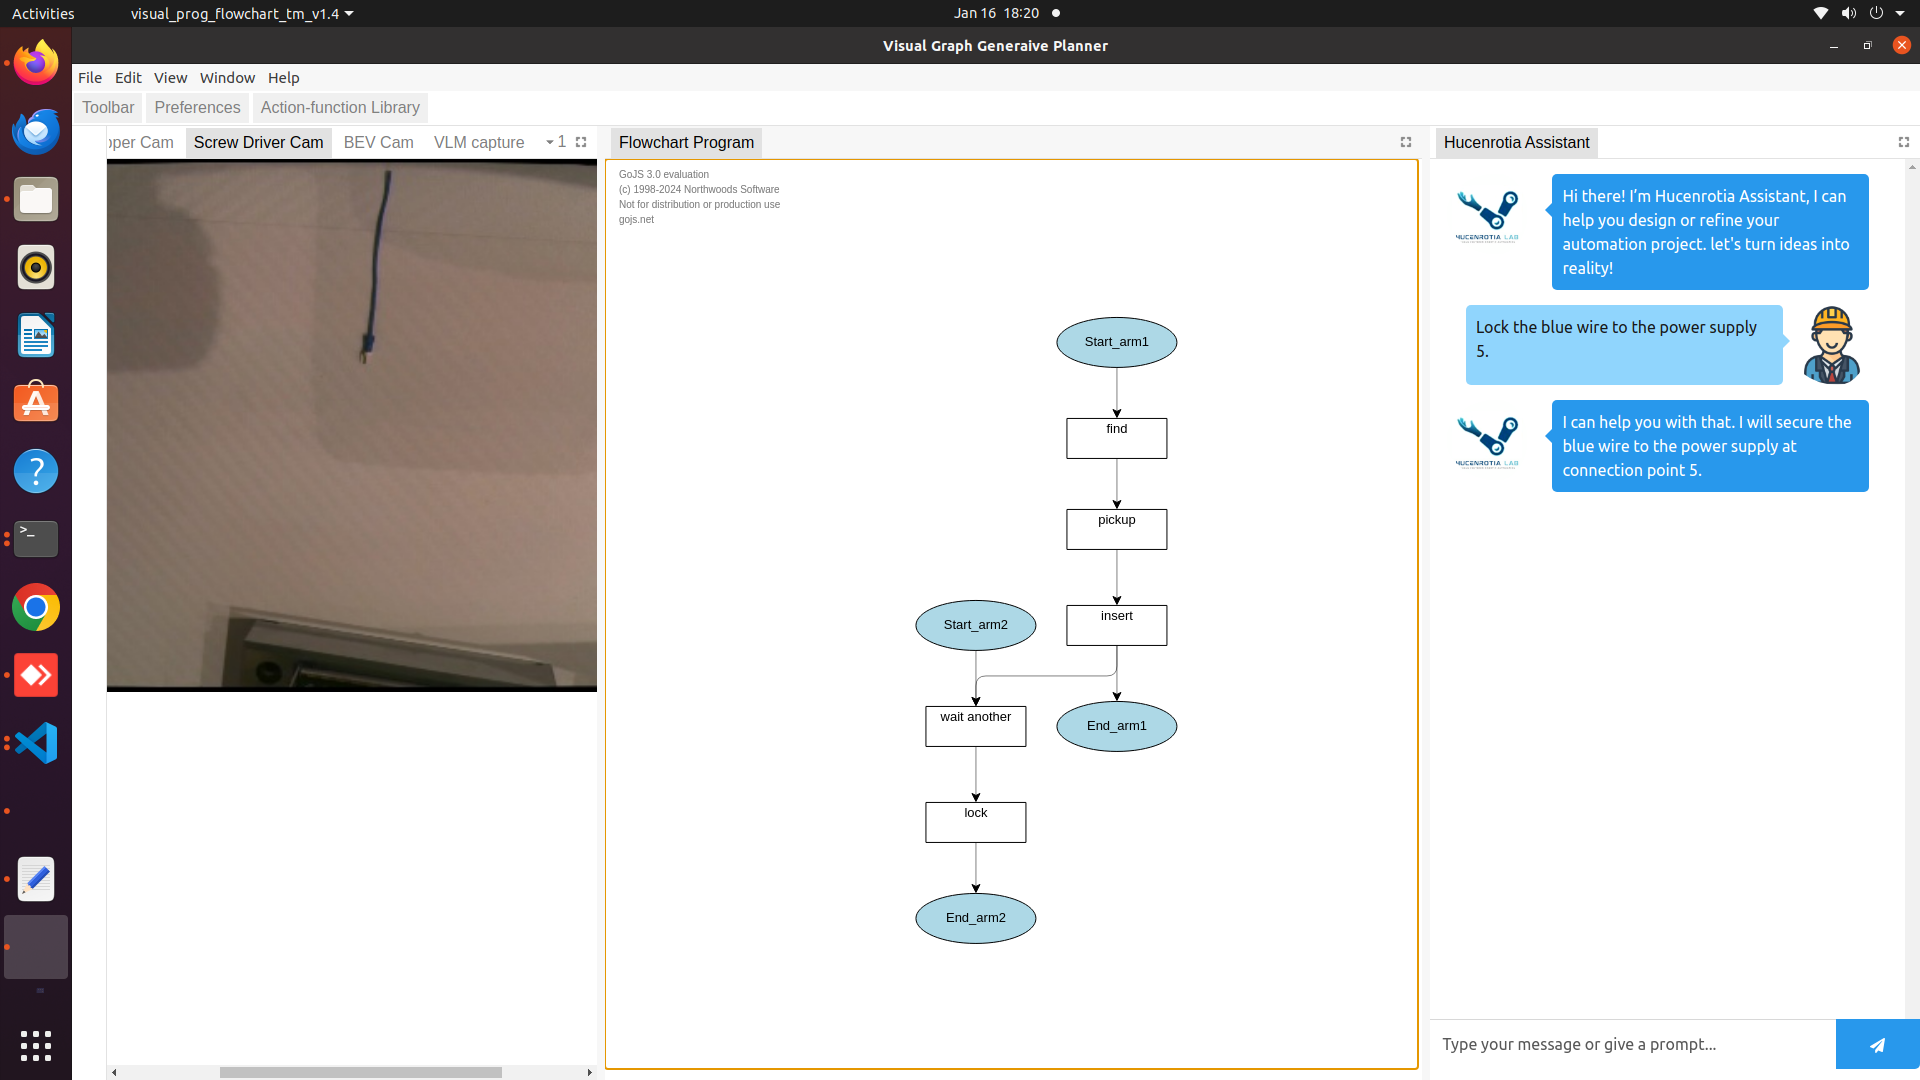 Activities
visual_prog_flowchart_tm_v1.4
Jan 16 18:20
Visual Graph Generaive Planner
File Edit View Window Help
Toolbar Preferences Action-function Library
per Cam Screw Driver Cam BEV Cam VLM capture 1
Flowchart Program
Hucenrotia Assistant
GoJS 3.0 evaluation
(c) 1998-2024 Northwoods Software
Not for distribution or production use
gojs.net
Start_arm1
find
pickup
insert
Start_arm2
wait another
End_arm1
lock
End_arm2
HUCENROTIA LAB
Hi there! I’m Hucenrotia Assistant, I can
help you design or refine your
automation project. let's turn ideas into
reality!
Lock the blue wire to the power supply
5.
HUCENROTIA LAB
I can help you with that. I will secure the
blue wire to the power supply at
connection point 5.
Type your message or give a prompt...